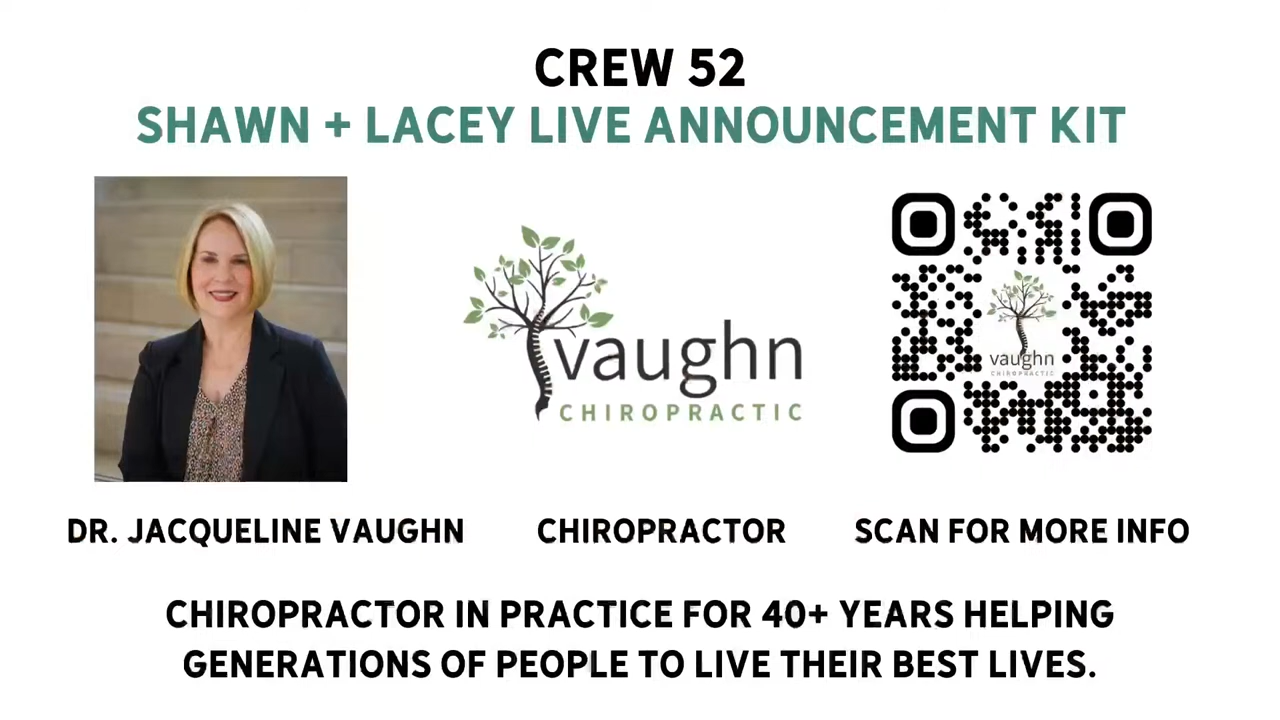 CREW 52
SHAWN + LACEY LIVE ANNOUNCEMENT KIT
vaughn
CHIROPRACTIC
vaughn
CHIROPRACTIC
DR. JACQUELINE VAUGHN
CHIROPRACTOR
SCAN FOR MORE INFO
CHIROPRACTOR IN PRACTICE FOR 40+ YEARS HELPING
GENERATIONS OF PEOPLE TO LIVE THEIR BEST LIVES.